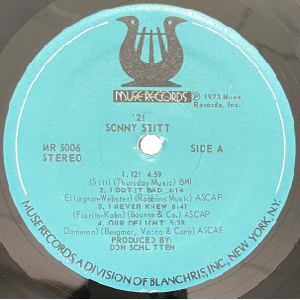 MUSE RECORDS
℗ 1973 Muse
Records, Inc.
12!
SONNY STITT
MR 5006
STEREO
SIDE A
1. 12! 4:59
(Stitt) (Thursday Music) BMI
2. I GOT IT BAD 4:14
Ellington-Webster) (Robbins Music) ASCAP
3. I NEVER KNEW 6:41
(Fiorito-Kahn) (Bourne & Co.) ASCAP
4. OUR DELIGHT 4:45
Dameron) (Bregman, Vocco & Conn) ASCAP
PRODUCED BY:
DON SCHLITTEN
MUSE RECORDS, A DIVISION OF BLANCHRIS, INC., NEW YORK, N.Y.